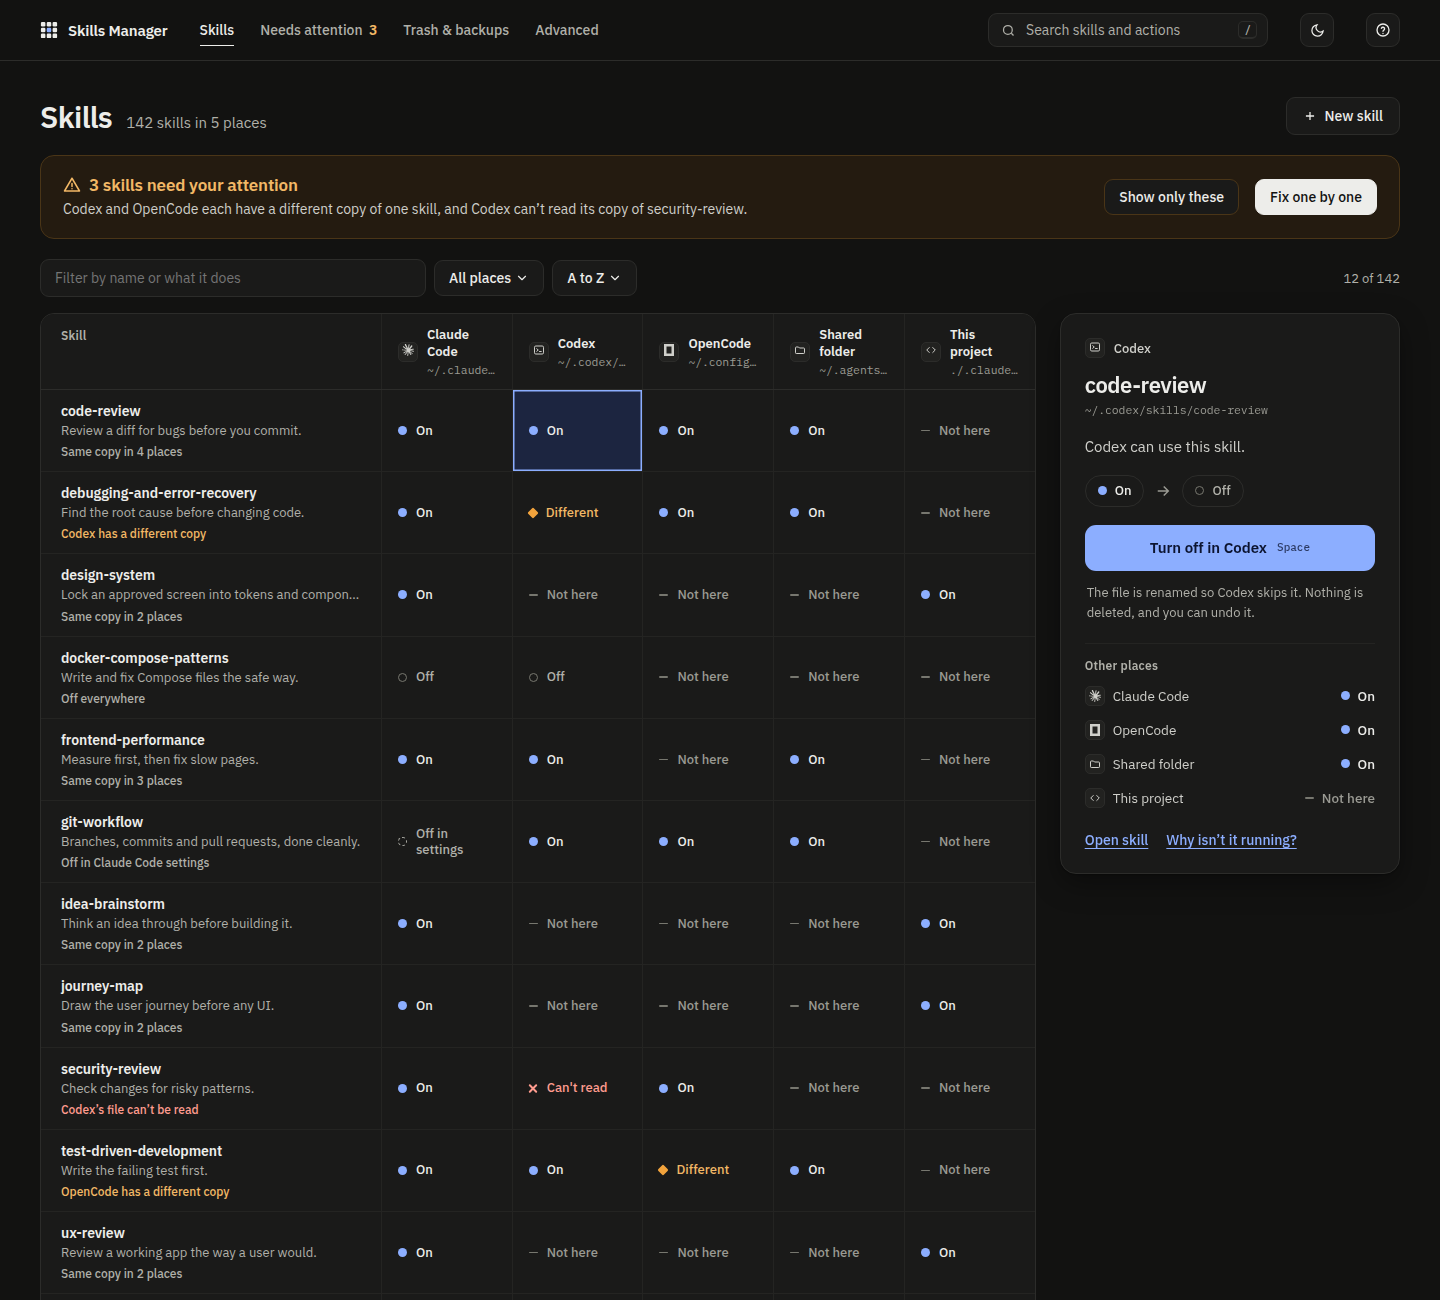 Skills Manager
Skills
Needs attention 3
Trash & backups
Advanced
Search skills and actions
/
Skills
142 skills in 5 places
+ New skill
3 skills need your attention
Codex and OpenCode each have a different copy of one skill, and Codex can’t read its copy of security-review.
Show only these
Fix one by one
Filter by name or what it does
All places
A to Z
12 of 142
Skill
Claude Code
~/.claude…
Codex
~/.codex/…
OpenCode
~/.config…
Shared folder
~/.agents…
This project
./.claude…
code-review
Review a diff for bugs before you commit.
Same copy in 4 places
On
On
On
On
Not here
debugging-and-error-recovery
Find the root cause before changing code.
Codex has a different copy
On
Different
On
On
Not here
design-system
Lock an approved screen into tokens and compon…
Same copy in 2 places
On
Not here
Not here
Not here
On
docker-compose-patterns
Write and fix Compose files the safe way.
Off everywhere
Off
Off
Not here
Not here
Not here
frontend-performance
Measure first, then fix slow pages.
Same copy in 3 places
On
On
Not here
On
Not here
git-workflow
Branches, commits and pull requests, done cleanly.
Off in Claude Code settings
Off in settings
On
On
On
Not here
idea-brainstorm
Think an idea through before building it.
Same copy in 2 places
On
Not here
Not here
Not here
On
journey-map
Draw the user journey before any UI.
Same copy in 2 places
On
Not here
Not here
Not here
On
security-review
Check changes for risky patterns.
Codex’s file can’t be read
On
Can't read
On
Not here
Not here
test-driven-development
Write the failing test first.
OpenCode has a different copy
On
On
Different
On
Not here
ux-review
Review a working app the way a user would.
Same copy in 2 places
On
Not here
Not here
Not here
On
Codex
code-review
~/.codex/skills/code-review
Codex can use this skill.
On → Off
Turn off in Codex Space
The file is renamed so Codex skips it. Nothing is
deleted, and you can undo it.
Other places
Claude Code On
OpenCode On
Shared folder On
This project Not here
Open skill
Why isn’t it running?